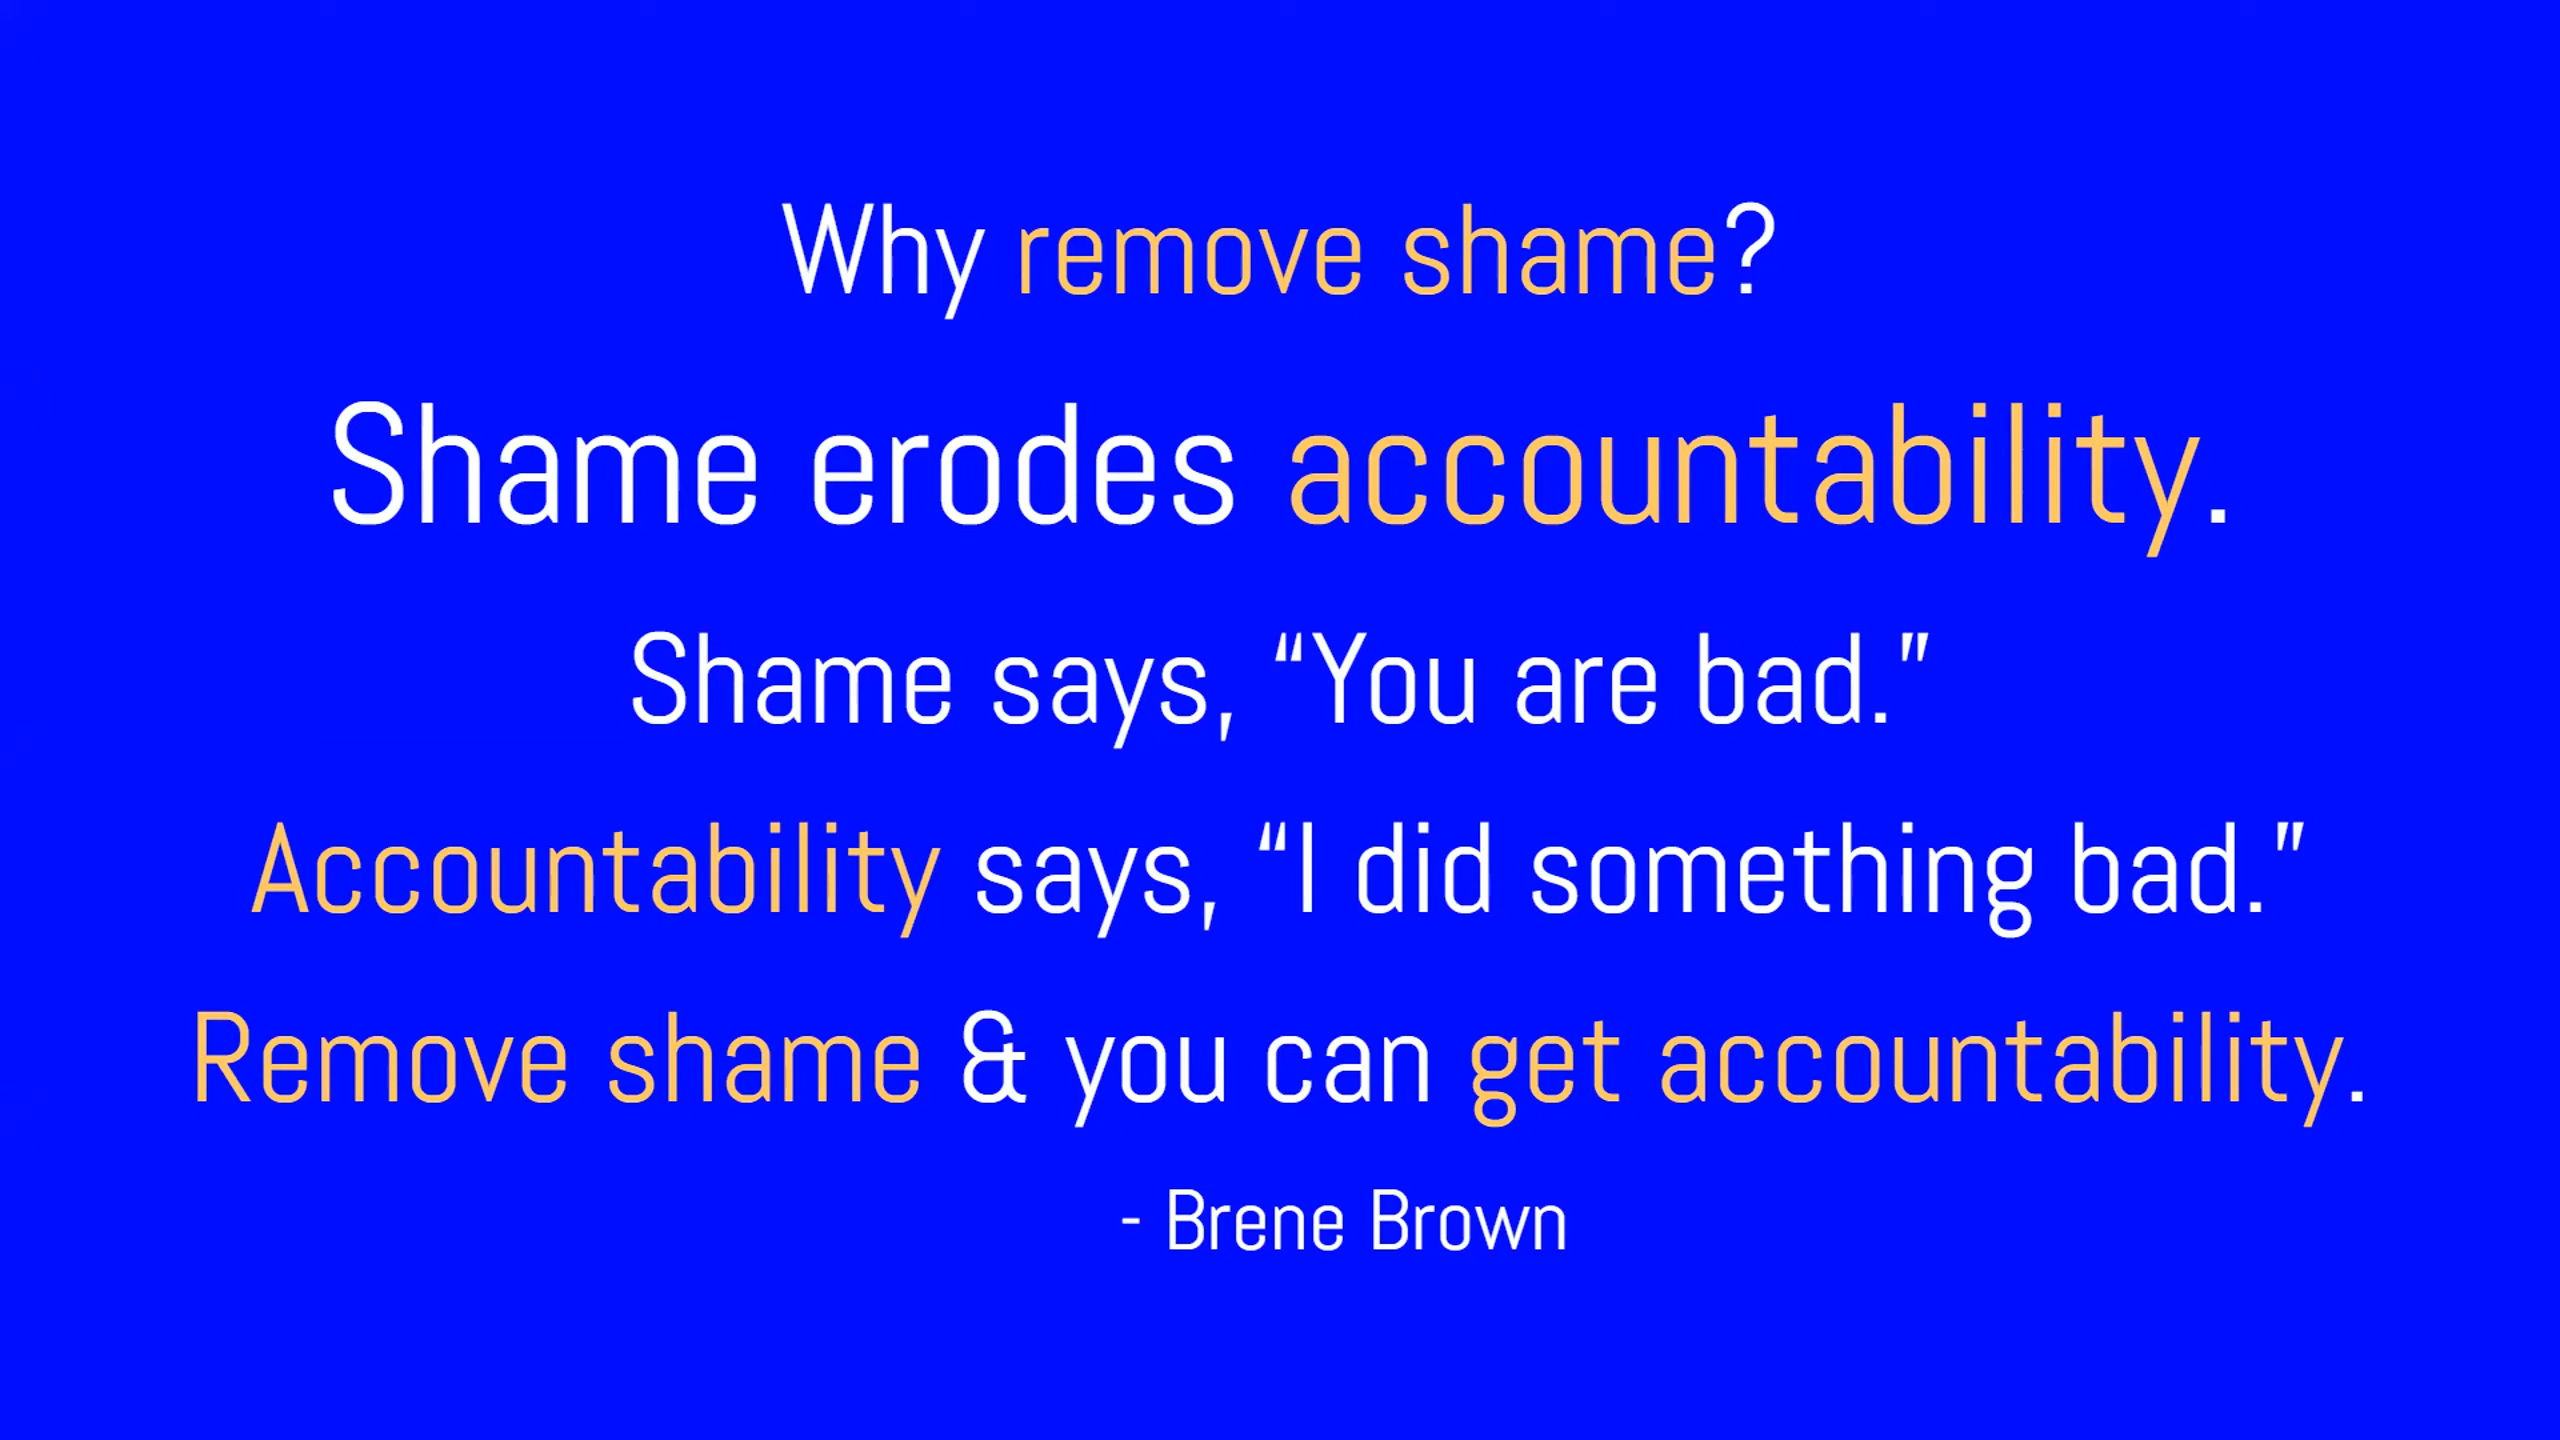 Why remove shame?
Shame erodes accountability.
Shame says, “You are bad.”
Accountability says, “I did something bad.”
Remove shame & you can get accountability.
- Brene Brown